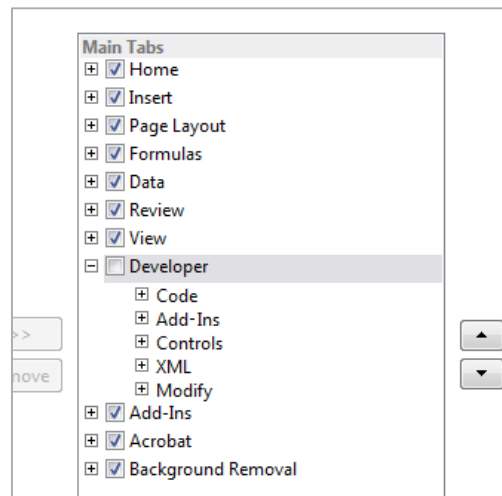 Main Tabs
Home
Insert
Page Layout
Formulas
Data
Review
View
Developer
Code
Add-Ins
Controls
>>
XML
move
Modify
Add-Ins
Acrobat
Background Removal